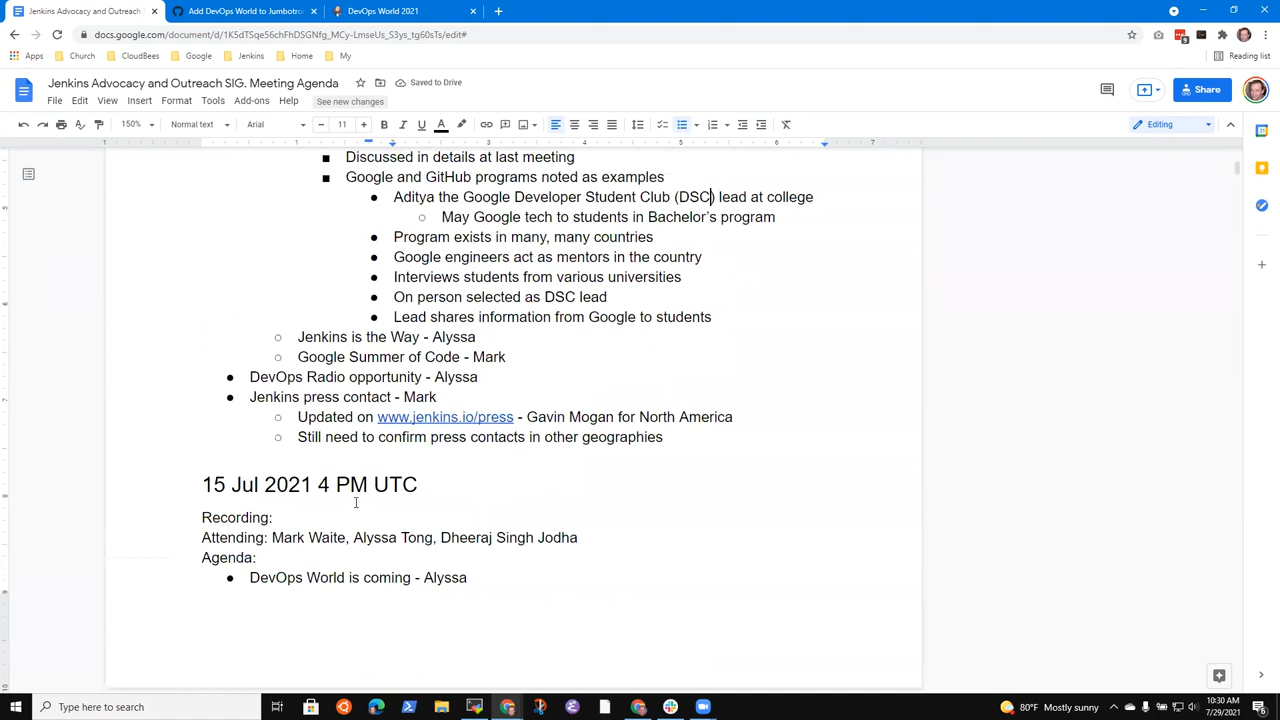 Jenkins Advocacy and Outreach S
Add DevOps World to Jumbotro
DevOps World 2021
docs.google.com/document/d/1K5dTSqe56chFhDSGNfg_MCy-LmseUs_S3ys_tg60sTs/edit#
Apps Church CloudBees Google Jenkins Home My Reading list
Jenkins Advocacy and Outreach SIG. Meeting Agenda Saved to Drive
File Edit View Insert Format Tools Add-ons Help See new changes
Share
150% Normal text Arial 11 Editing
1 1 2 3 4 5 6 7
Discussed in details at last meeting
Google and GitHub programs noted as examples
Aditya the Google Developer Student Club (DSC) lead at college
May Google tech to students in Bachelor's program
Program exists in many, many countries
Google engineers act as mentors in the country
Interviews students from various universities
On person selected as DSC lead
Lead shares information from Google to students
Jenkins is the Way - Alyssa
Google Summer of Code - Mark
DevOps Radio opportunity - Alyssa
Jenkins press contact - Mark
Updated on www.jenkins.io/press - Gavin Mogan for North America
Still need to confirm press contacts in other geographies
15 Jul 2021 4 PM UTC
Recording:
Attending: Mark Waite, Alyssa Tong, Dheeraj Singh Jodha
Agenda:
DevOps World is coming - Alyssa
Type here to search
80°F Mostly sunny
10:30 AM
7/29/2021